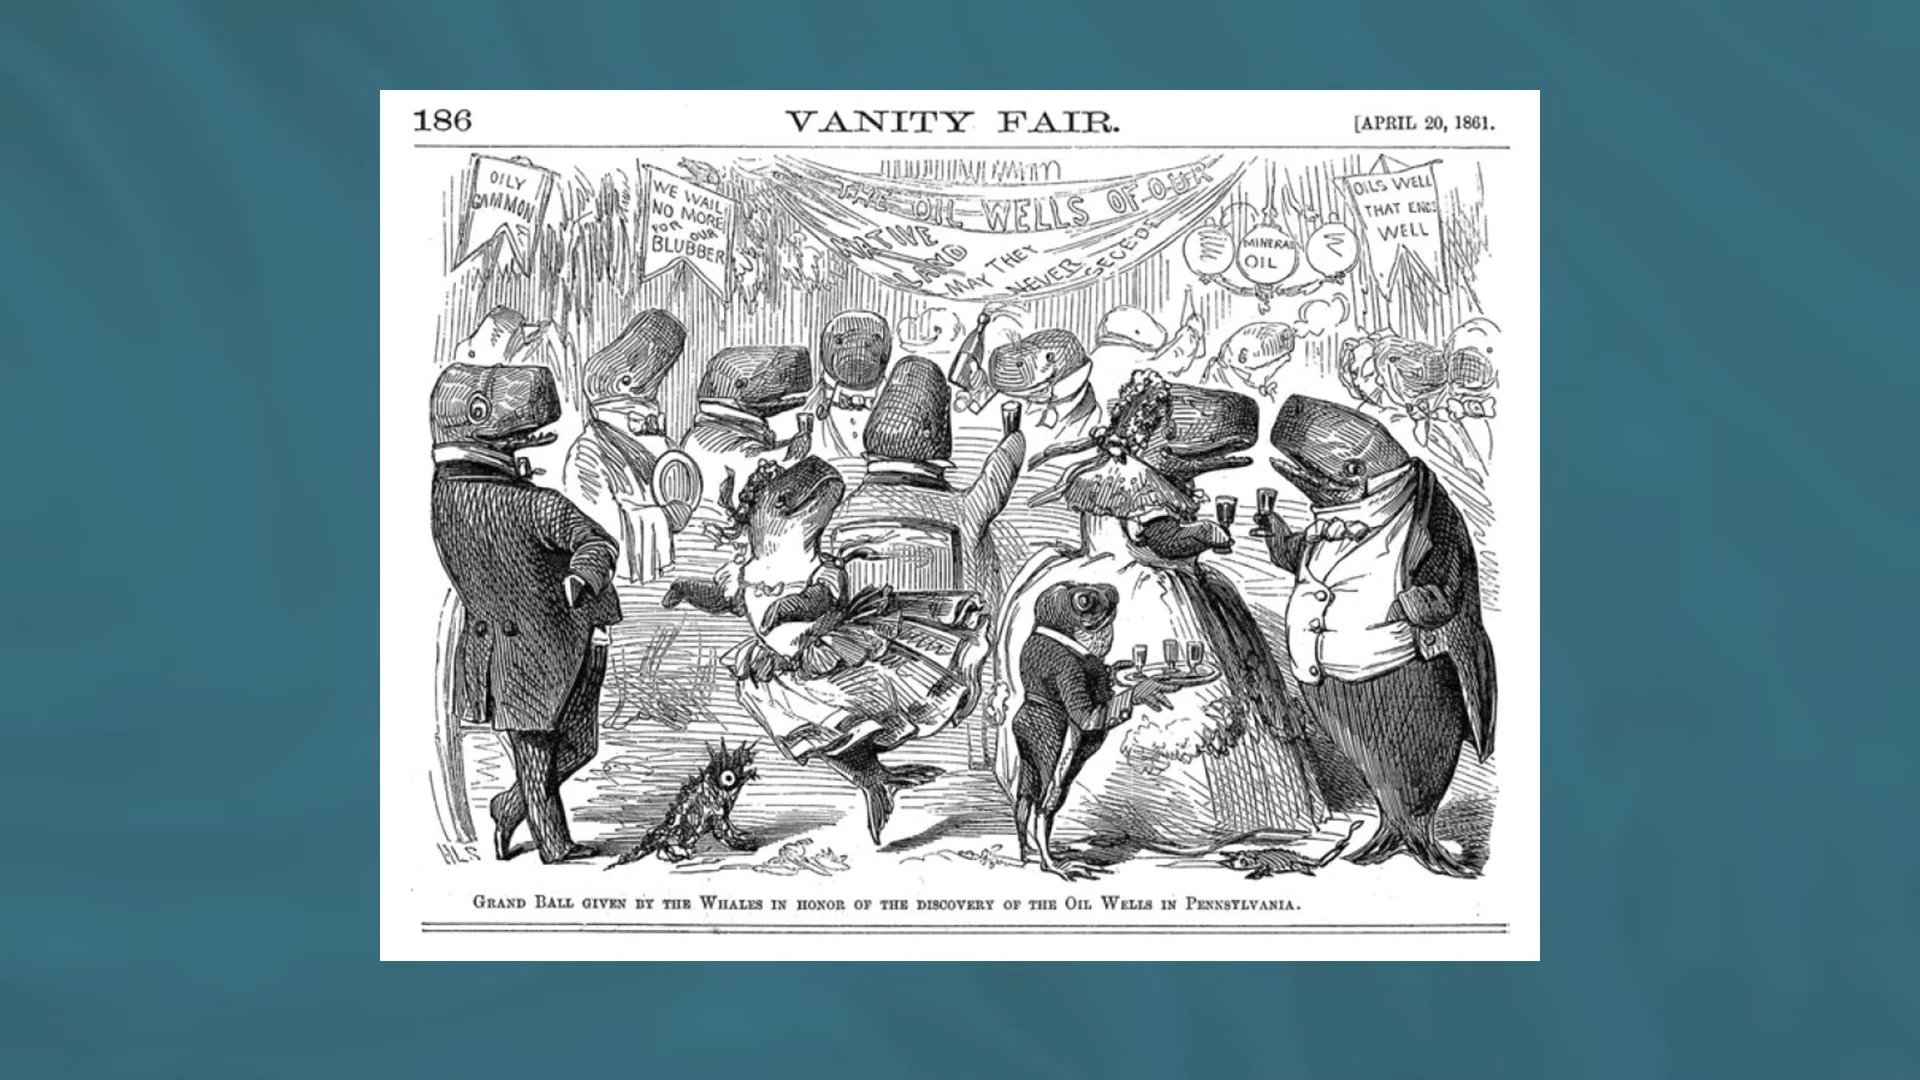 186 VANITY FAIR. [APRIL 20, 1861.
OILY
GAMMON
WE WAIL
NO MORE
FOR OUR
BLUBBER
THE OIL WELLS OF OUR
NATIVE
LAND
MAY THEY
NEVER
SECEDE
MINERAL
OIL
OILS WELL
THAT ENDS
WELL
HLS
GRAND BALL GIVEN BY THE WHALES IN HONOR OF THE DISCOVERY OF THE OIL WELLS IN PENNSYLVANIA.